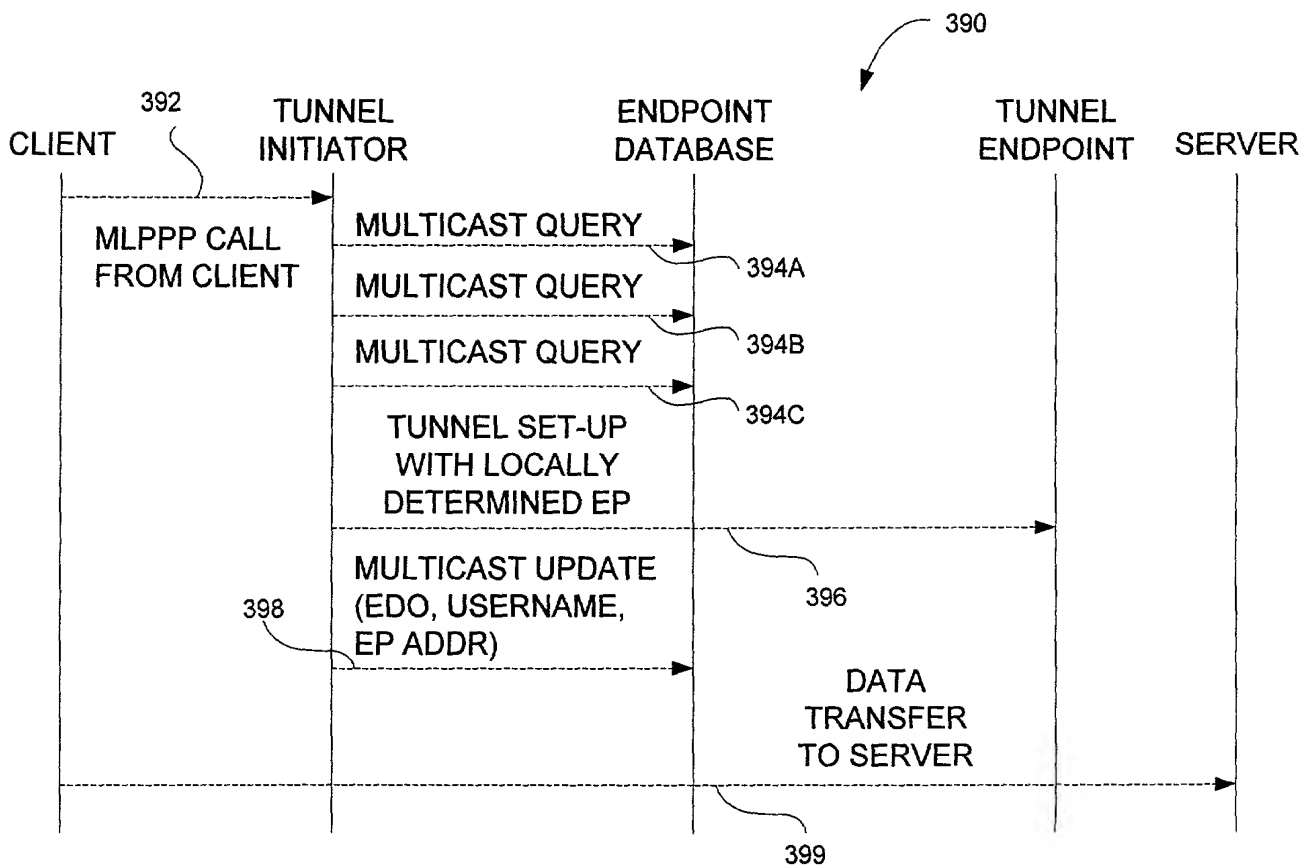 390
392
CLIENT
TUNNEL
INITIATOR
ENDPOINT
DATABASE
TUNNEL
ENDPOINT
SERVER
MLPPP CALL
FROM CLIENT
MULTICAST QUERY
394A
MULTICAST QUERY
394B
MULTICAST QUERY
394C
TUNNEL SET-UP
WITH LOCALLY
DETERMINED EP
396
MULTICAST UPDATE
(EDO, USERNAME,
EP ADDR)
398
DATA
TRANSFER
TO SERVER
399